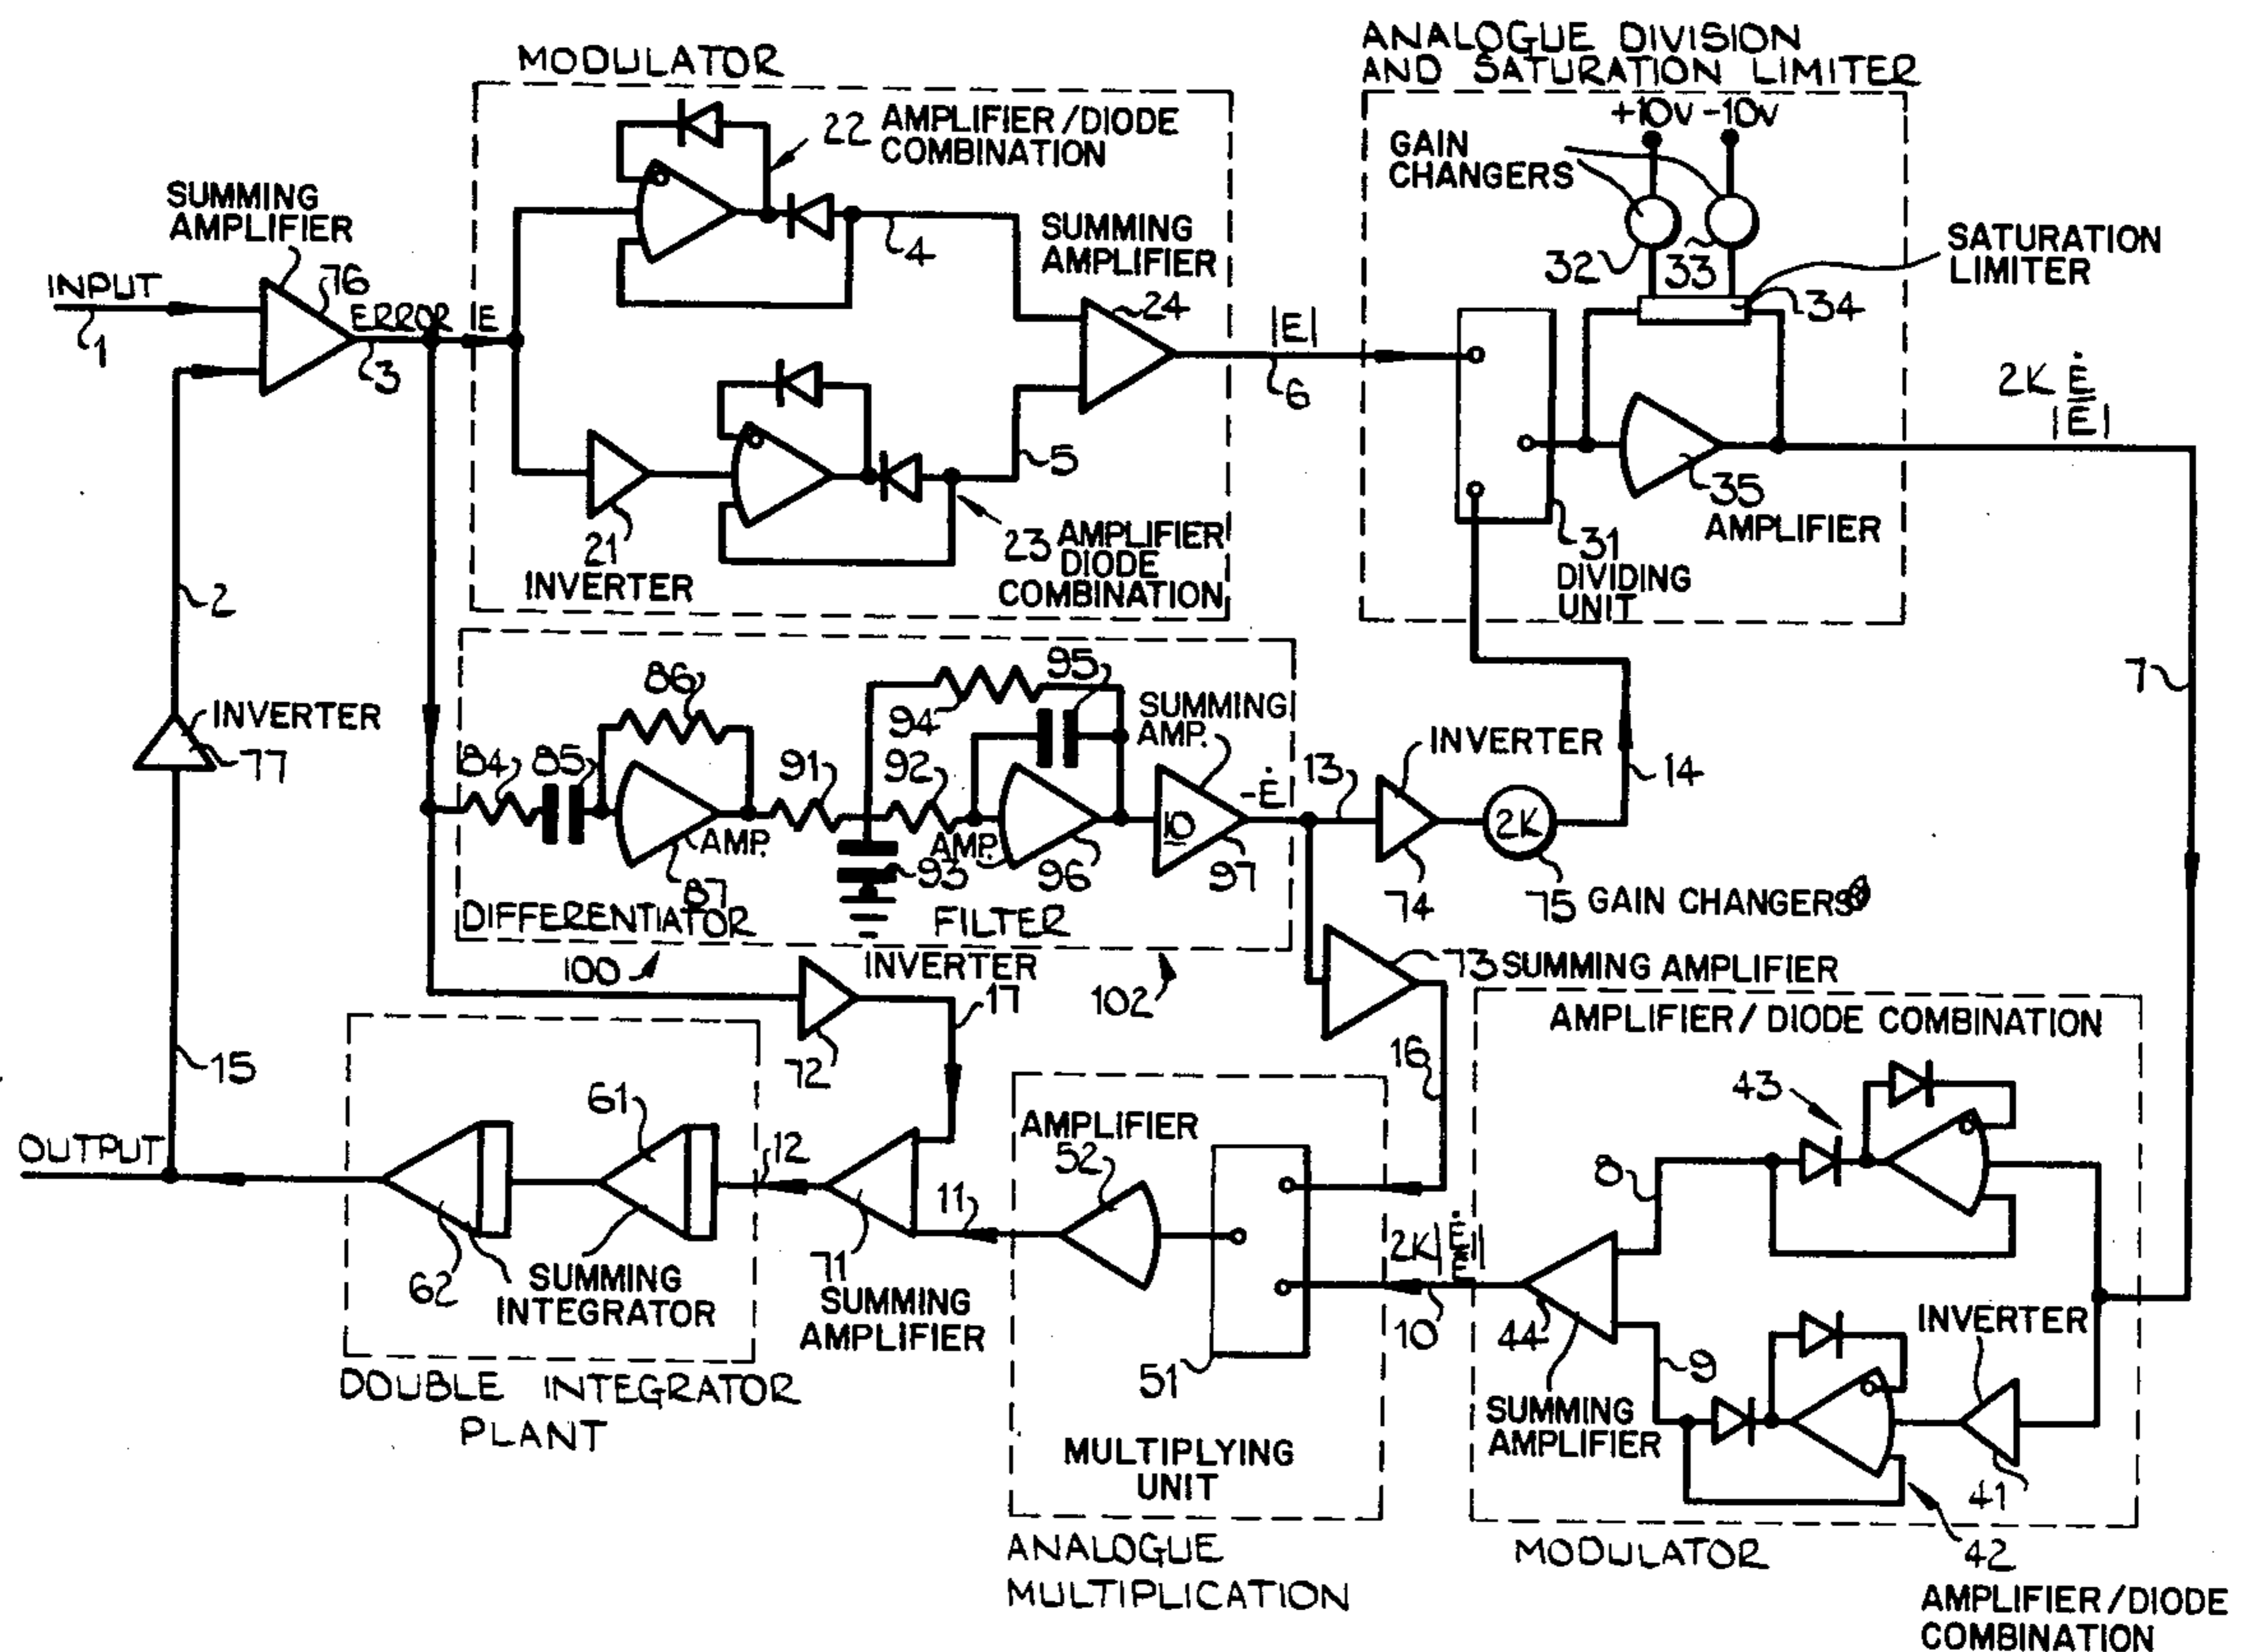 MODULATOR
ANALOGUE DIVISION
AND SATURATION LIMITER
22 AMPLIFIER/DIODE
COMBINATION
+10V -10V
GAIN
CHANGERS
SUMMING
AMPLIFIER
76
INPUT
1
ERROR
E
3
4
SUMMING
AMPLIFIER
24
|E|
6
32
33
SATURATION
LIMITER
34
2K Ė
|E|
5
35
AMPLIFIER
21
INVERTER
23 AMPLIFIER
DIODE
COMBINATION
31
DIVIDING
UNIT
2
7
INVERTER
77
86
95
94
SUMMING
AMP.
84
85
91
92
AMP.
87
93
AMP.
96
10
97
-Ė
13
INVERTER
74
2K
75 GAIN CHANGERS
14
DIFFERENTIATOR
FILTER
100
102
INVERTER
72
17
73 SUMMING AMPLIFIER
16
AMPLIFIER/DIODE COMBINATION
43
15
OUTPUT
61
62
SUMMING
INTEGRATOR
12
71
SUMMING
AMPLIFIER
11
AMPLIFIER
52
51
2K|Ė
E|
10
8
44
9
INVERTER
41
SUMMING
AMPLIFIER
DOUBLE INTEGRATOR
PLANT
MULTIPLYING
UNIT
ANALOGUE
MULTIPLICATION
MODULATOR
42
AMPLIFIER/DIODE
COMBINATION